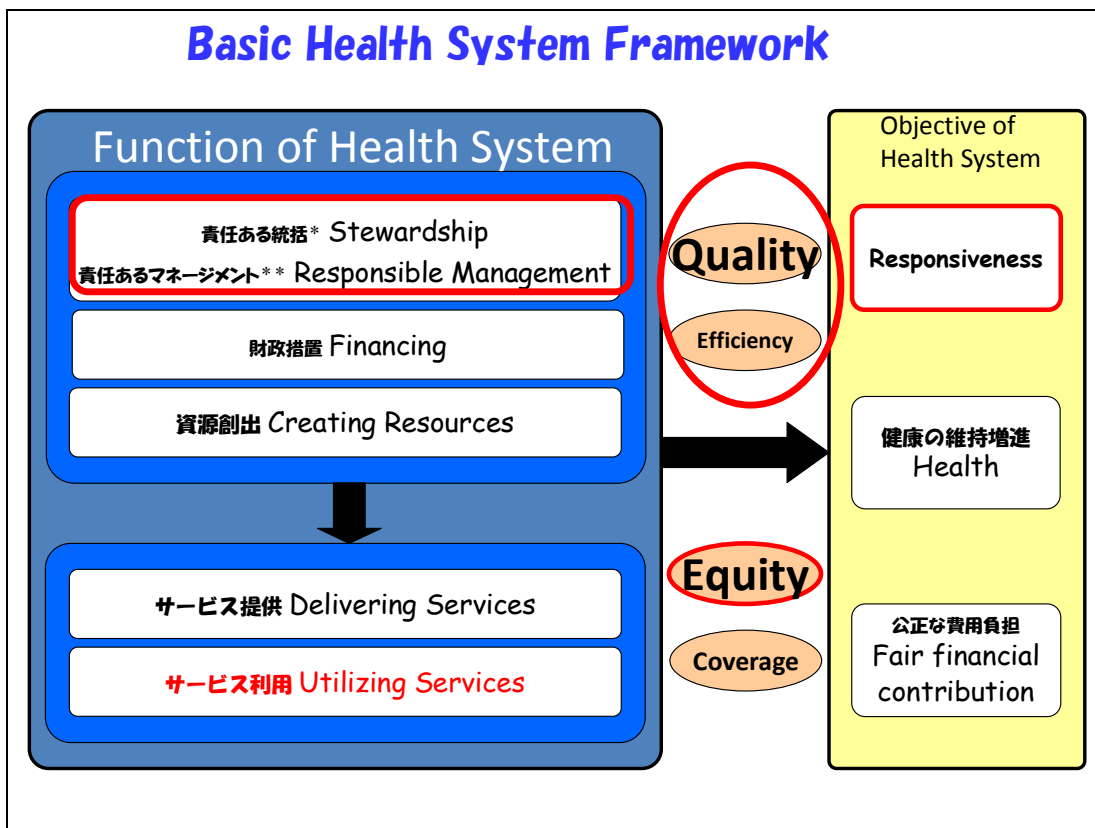 Basic Health System Framework
Function of Health System
責任ある統括* Stewardship
責任あるマネージメント** Responsible Management
財政措置 Financing
資源創出 Creating Resources
サービス提供 Delivering Services
サービス利用 Utilizing Services
Quality
Efficiency
Equity
Coverage
Objective of
Health System
Responsiveness
健康の維持増進
Health
公正な費用負担
Fair financial
contribution